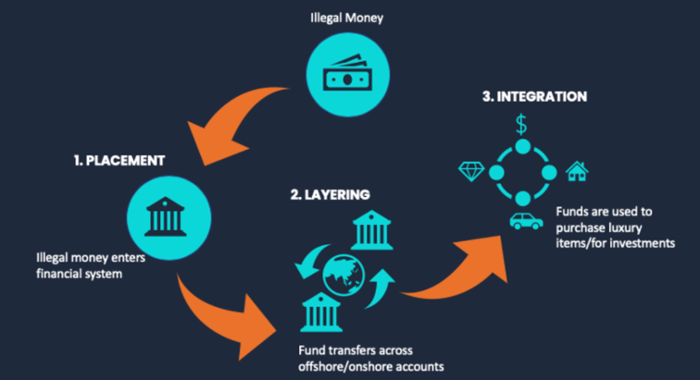 Illegal Money
1. PLACEMENT
Illegal money enters
financial system
2. LAYERING
Fund transfers across
offshore/onshore accounts
3. INTEGRATION
$
Funds are used to
purchase luxury
items/for investments